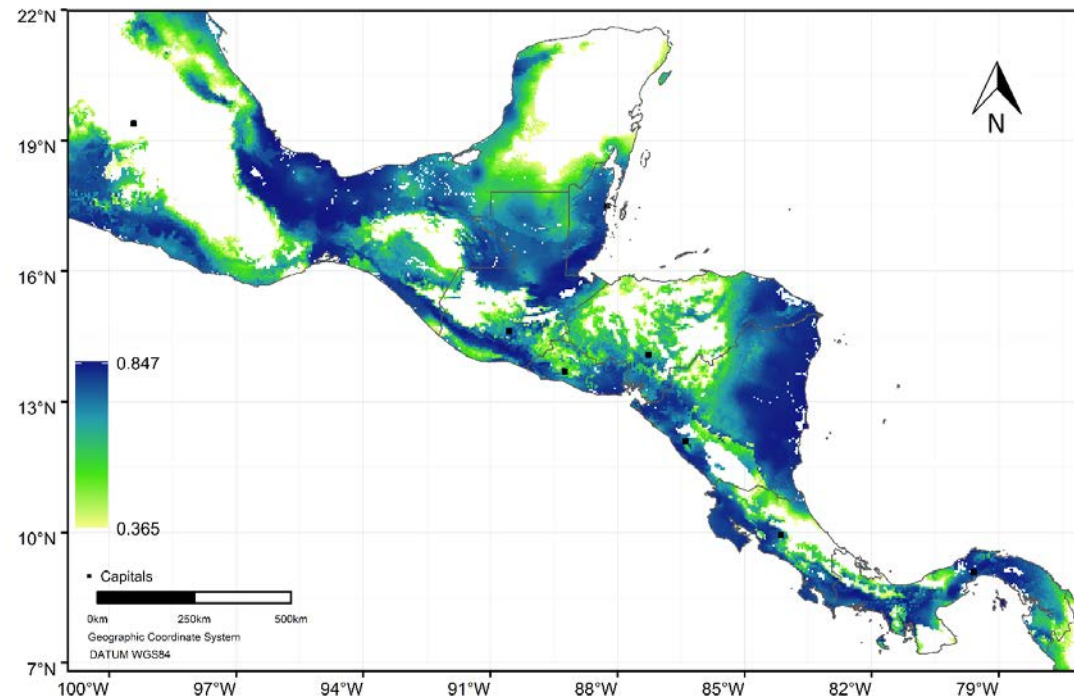 22°N
19°N
16°N
13°N
10°N
7°N
N
0.847
0.365
Capitals
0km 250km 500km
Geographic Coordinate System
DATUM WGS84
100°W 97°W 94°W 91°W 88°W 85°W 82°W 79°W